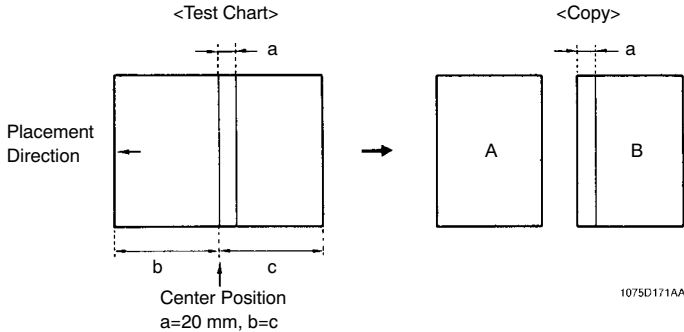 <Test Chart>
<Copy>
a
a
Placement
Direction
A
B
b
c
Center Position
a=20 mm, b=c
1075D171AA